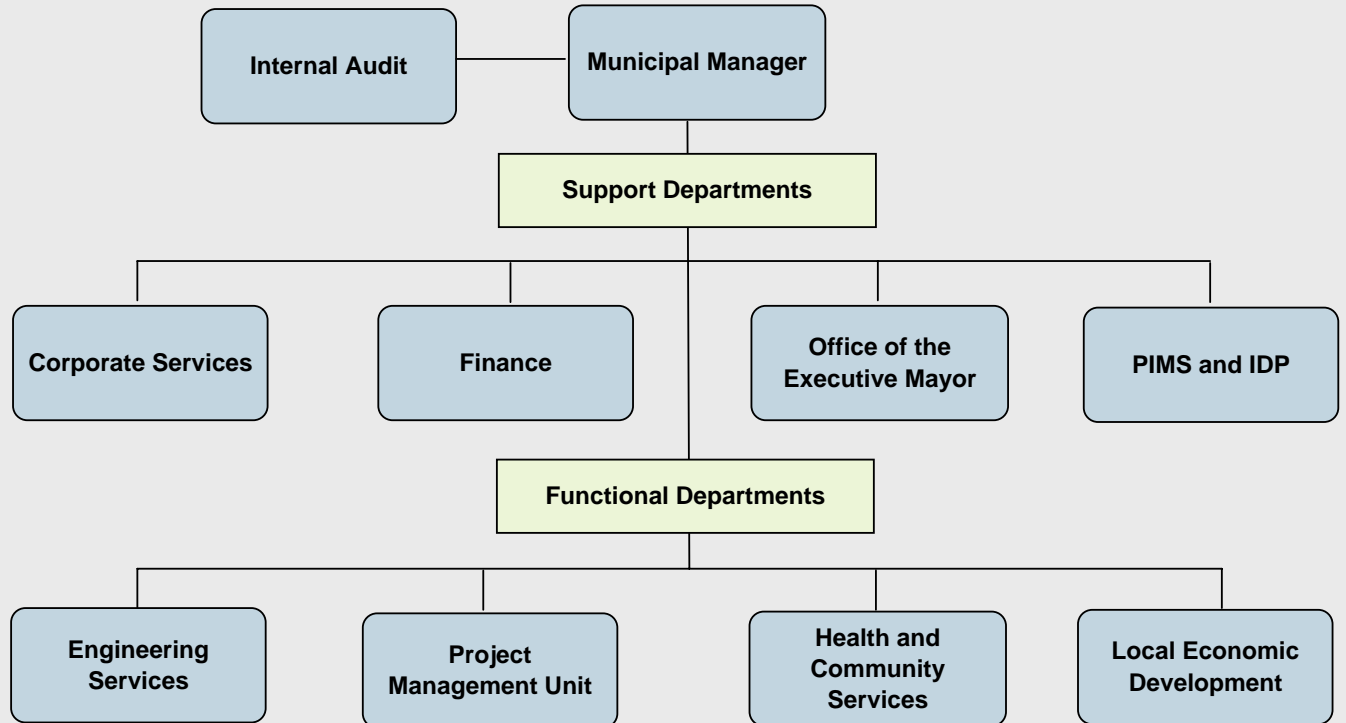 Internal Audit
Municipal Manager
Support Departments
Corporate Services
Finance
Office of the
Executive Mayor
PIMS and IDP
Functional Departments
Engineering
Services
Project
Management Unit
Health and
Community
Services
Local Economic
Development